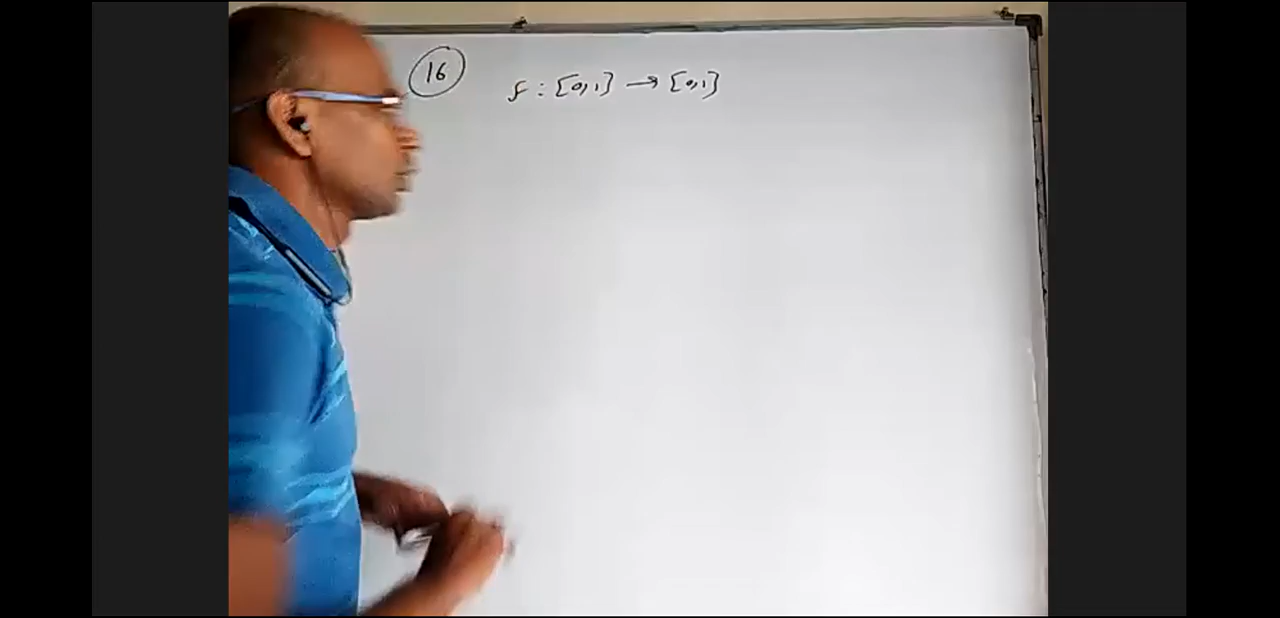 16
f : [0,1] → [0,1]